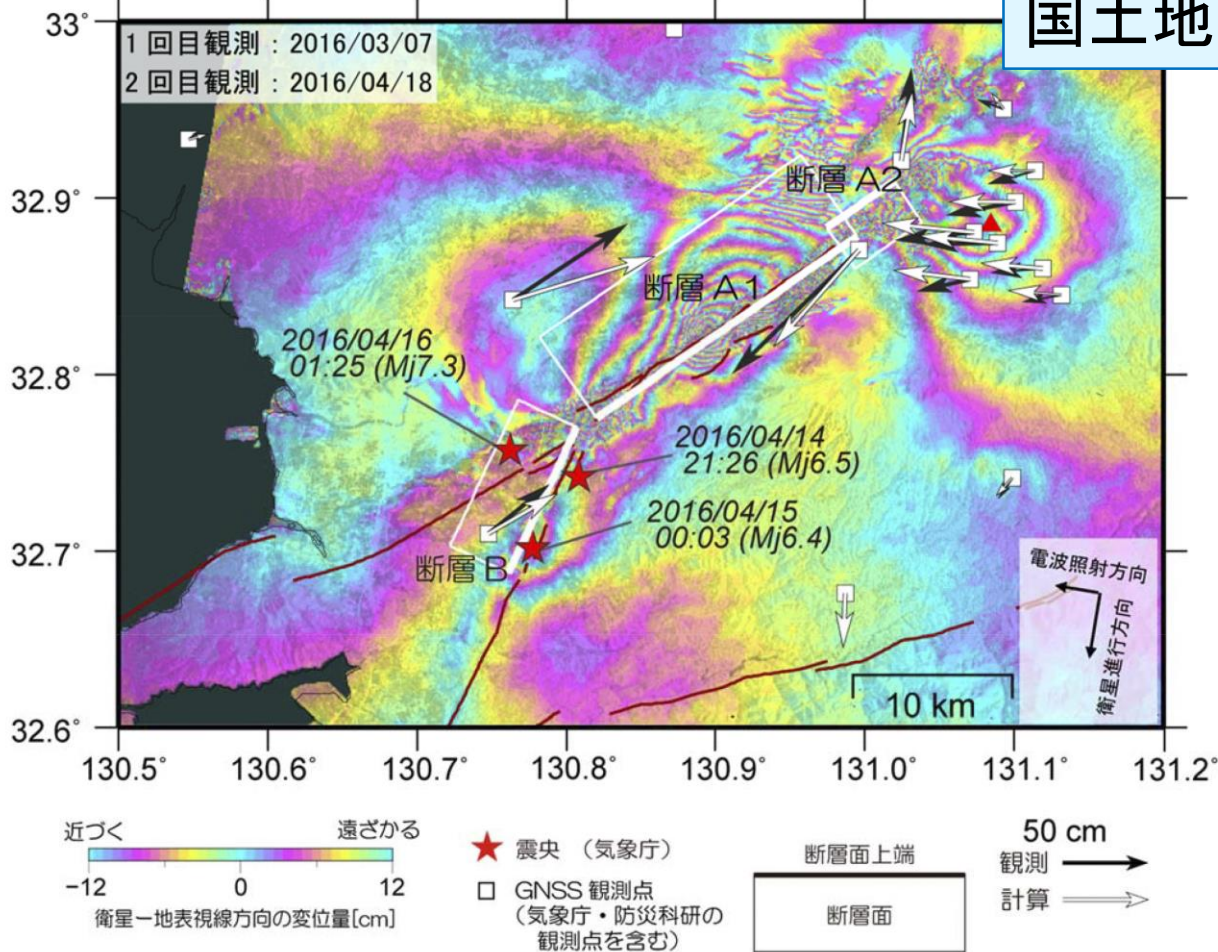 国土地
33°
1回目観測：2016/03/07
2回目観測：2016/04/18
断層 A2
32.9°
断層 A1
2016/04/16
01:25 (Mj7.3)
32.8°
2016/04/14
21:26 (Mj6.5)
2016/04/15
00:03 (Mj6.4)
32.7°
断層 B
電波照射方向
衛星進行方向
10 km
32.6°
130.5° 130.6° 130.7° 130.8° 130.9° 131.0° 131.1° 131.2°
近づく 遠ざかる
−12 0 12
衛星ー地表視線方向の変位量[cm]
震央 （気象庁）
GNSS 観測点
（気象庁・防災科研の
観測点を含む）
断層面上端
断層面
50 cm
観測
計算